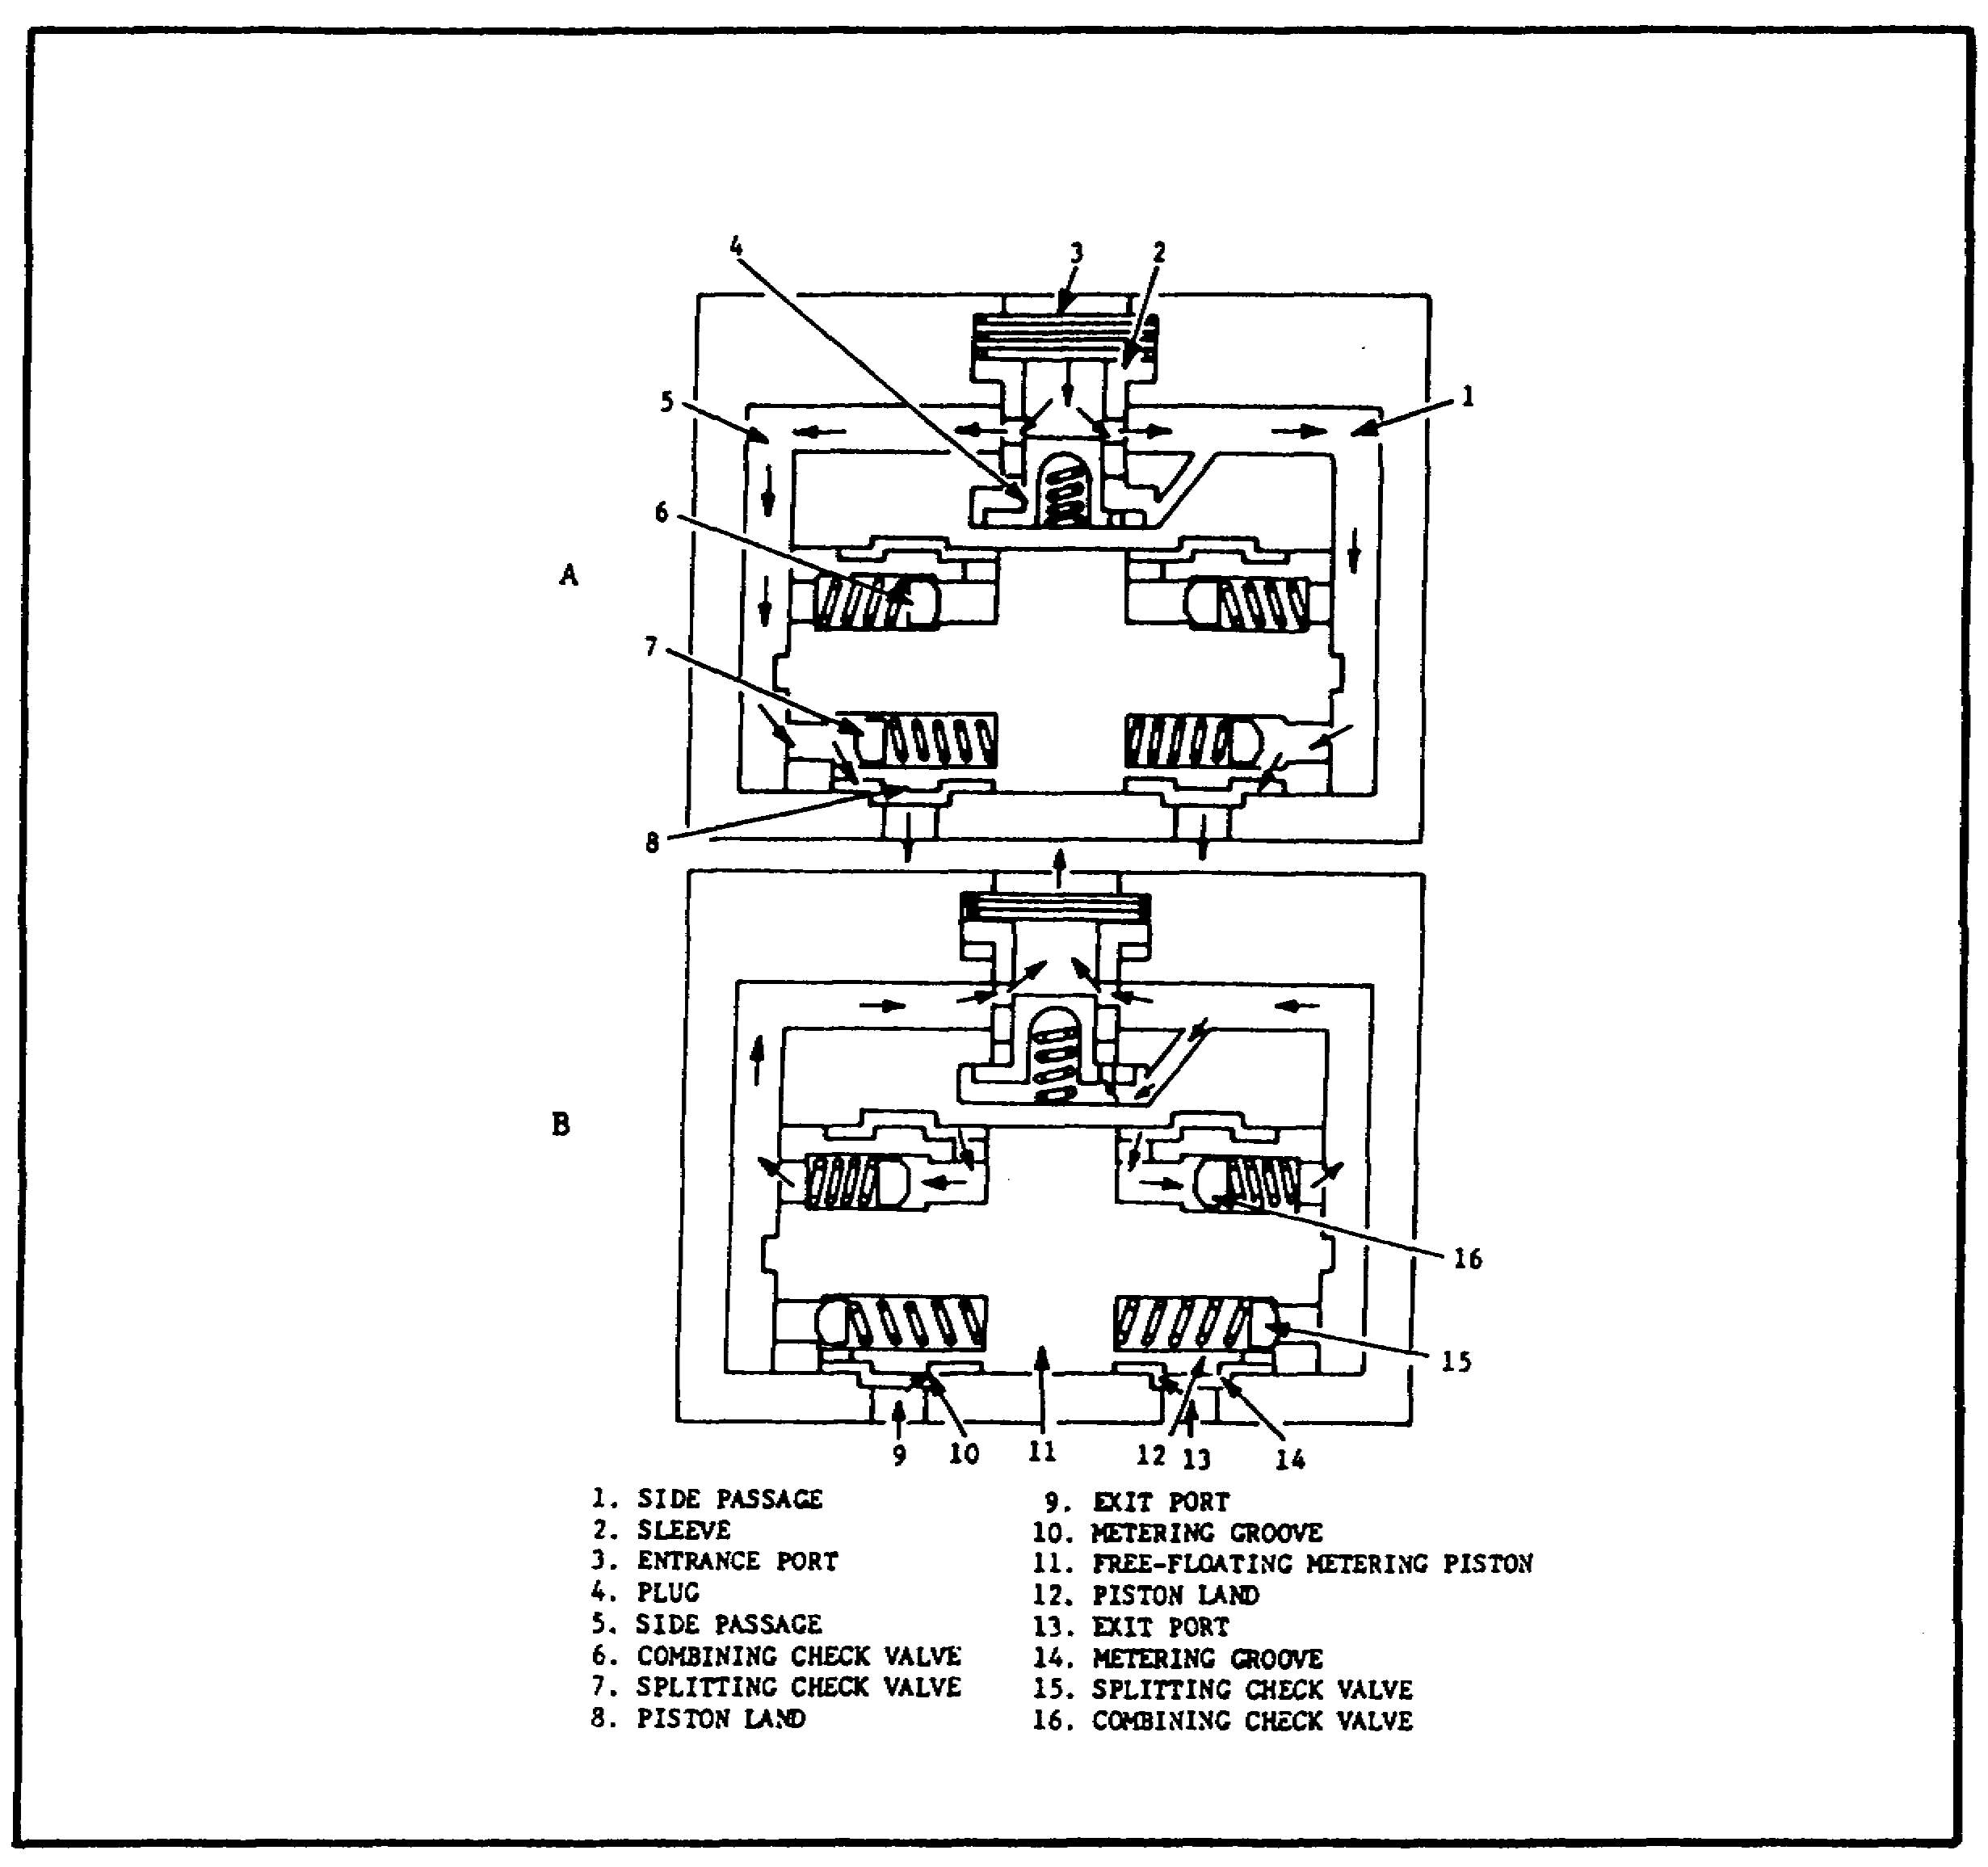 4
3
2
5
1
6
A
7
8
B
16
15
9
10
11
12
13
14
1. SIDE PASSAGE
2. SLEEVE
3. ENTRANCE PORT
4. PLUG
5. SIDE PASSAGE
6. COMBINING CHECK VALVE
7. SPLITTING CHECK VALVE
8. PISTON LAND
9. EXIT PORT
10. METERING GROOVE
11. FREE-FLOATING METERING PISTON
12. PISTON LAND
13. EXIT PORT
14. METERING GROOVE
15. SPLITTING CHECK VALVE
16. COMBINING CHECK VALVE